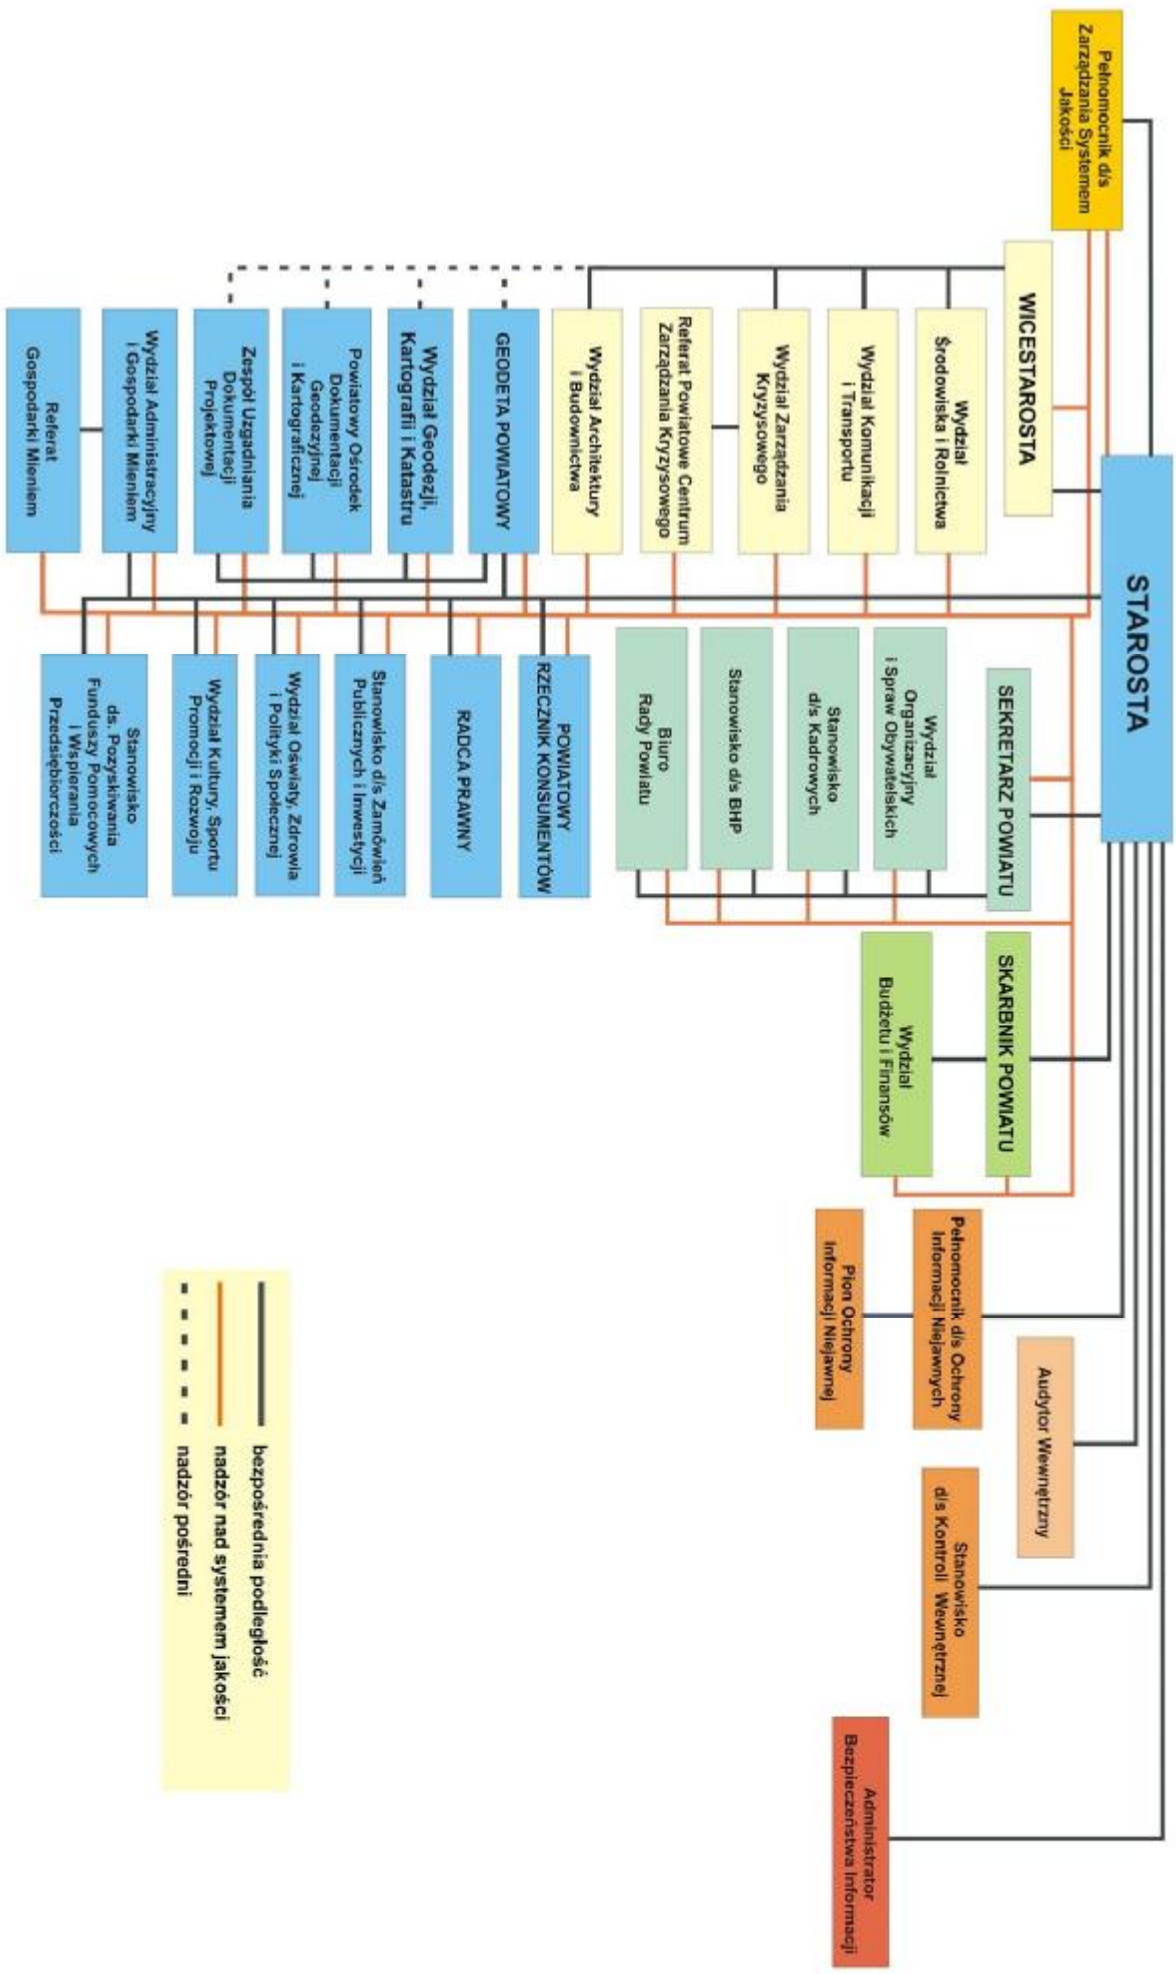 STAROSTA
Pełnomocnik d/s
Zarządzania Systemem
Jakości
WICESTAROSTA
Wydział
Środowiska i Rolnictwa
Wydział Komunikacji
i Transportu
Wydział Zarządzania
Kryzysowego
Referat Powiatowe Centrum
Zarządzania Kryzysowego
Wydział Architektury
i Budownictwa
GEODETA POWIATOWY
Wydział Geodezji,
Kartografii i Katastru
Powiatowy Ośrodek
Dokumentacji
Geodezyjnej
i Kartograficznej
Zespół Uzgadniania
Dokumentacji
Projektowej
Wydział Administracyjny
i Gospodarki Mieniem
Referat
Gospodarki Mieniem
SEKRETARZ POWIATU
Wydział
Organizacyjny
i Spraw Obywatelskich
Stanowisko
d/s Kadrowych
Stanowisko d/s BHP
Biuro
Rady Powiatu
POWIATOWY
RZECZNIK KONSUMENTÓW
RADCA PRAWNY
Stanowisko d/s Zamówień
Publicznych i Inwestycji
Wydział Oświaty, Zdrowia
i Polityki Społecznej
Wydział Kultury, Sportu
Promocji i Rozwoju
Stanowisko
ds. Pozyskiwania
Funduszy Pomocowych
i Wspierania
Przedsiębiorczości
SKARBNIK POWIATU
Wydział
Budżetu i Finansów
Pełnomocnik d/s Ochrony
Informacji Niejawnych
Pion Ochrony
Informacji Niejawnej
Audytor Wewnętrzny
Stanowisko
d/s Kontroli Wewnętrznej
Administrator
Bezpieczeństwa Informacji
bezpośrednia podległość
nadzór nad systemem jakości
nadzór pośredni